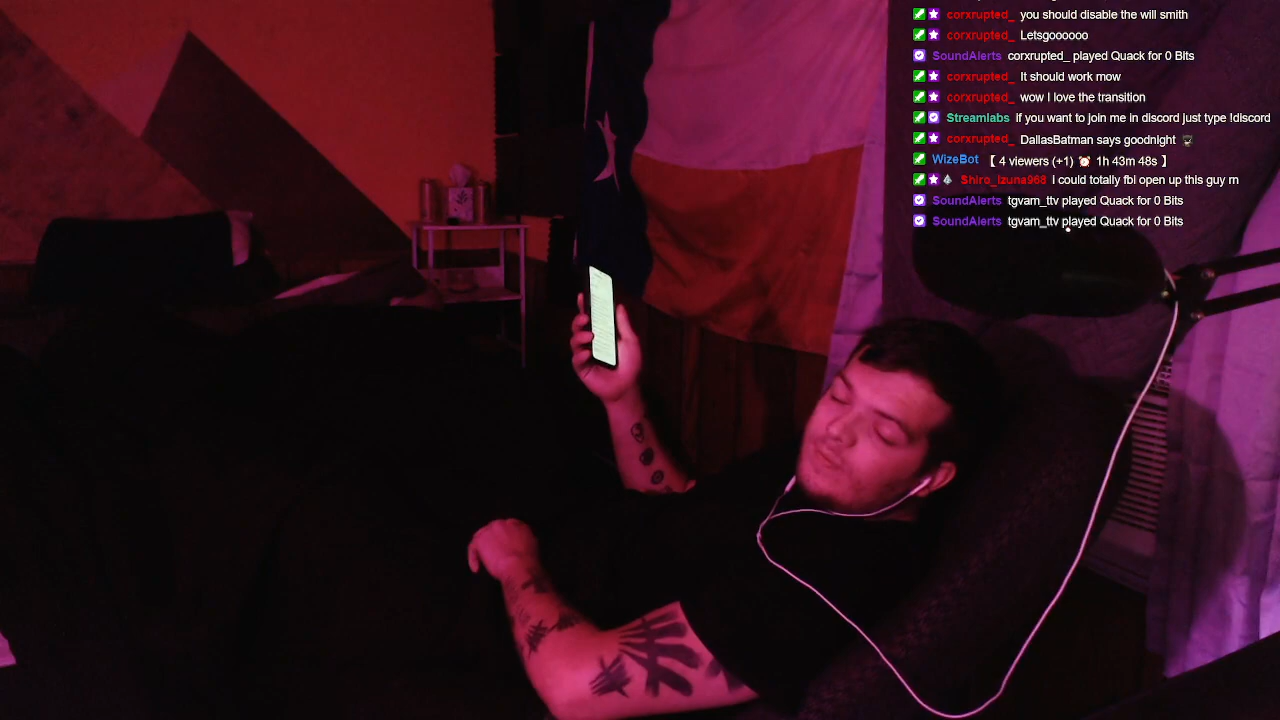 corxrupted_ you should disable the will smith
corxrupted_ Letsgoooooo
SoundAlerts corxrupted_ played Quack for 0 Bits
corxrupted_ It should work mow
corxrupted_ wow I love the transition
Streamlabs If you want to join me in discord just type !discord
corxrupted_ DallasBatman says goodnight
WizeBot 【 4 viewers (+1) ⏰ 1h 43m 48s 】
Shiro_Izuna968 I could totally fbI open up this guy rn
SoundAlerts tgvam_ttv played Quack for 0 Bits
SoundAlerts tgvam_ttv played Quack for 0 Bits